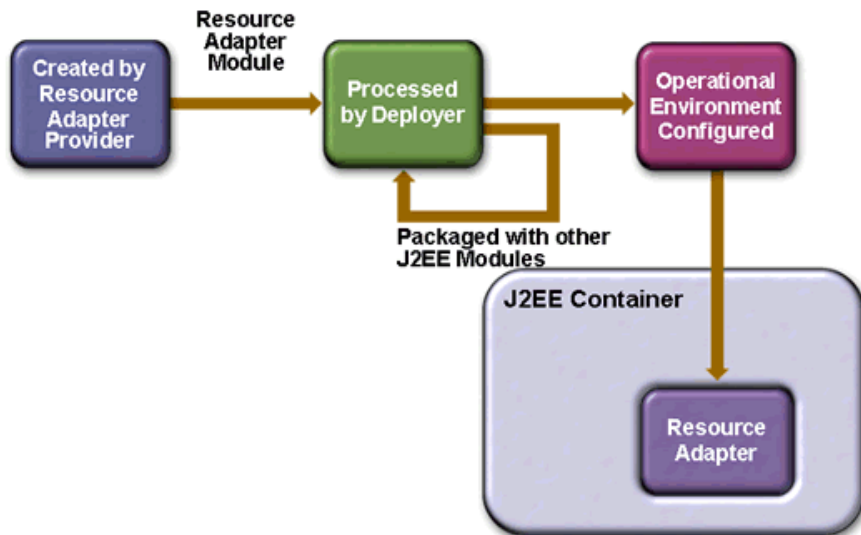 Resource
Adapter
Module
Created by
Resource
Adapter
Provider
Processed
by Deployer
Operational
Environment
Configured
Packaged with other
J2EE Modules
J2EE Container
Resource
Adapter